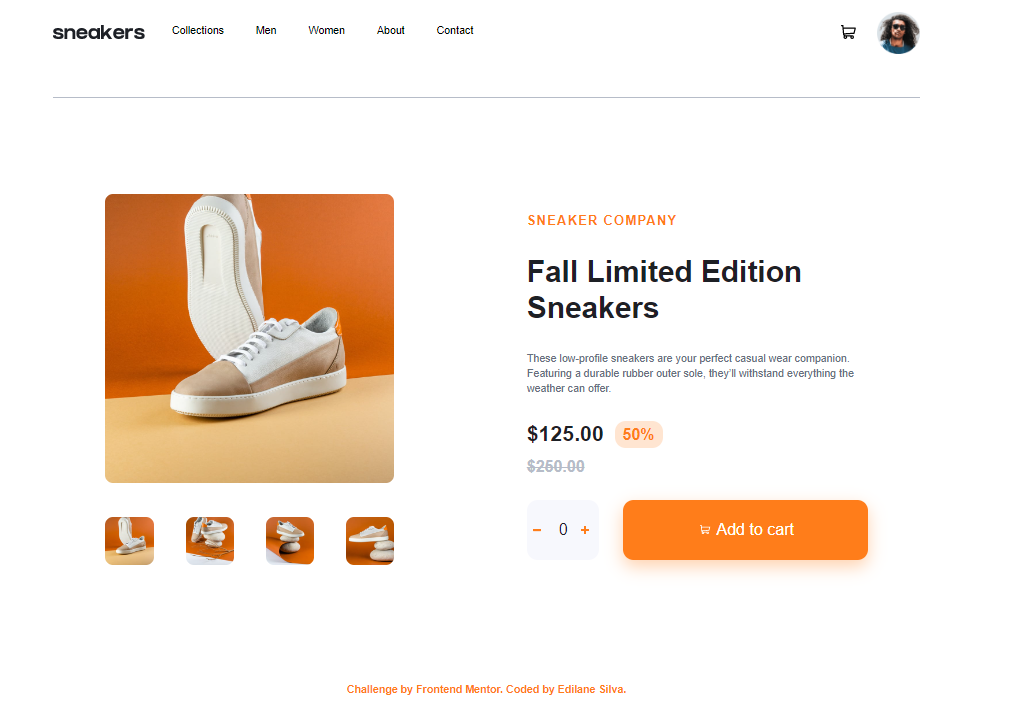 sneakers Collections Men Women About Contact
SNEAKER COMPANY
Fall Limited Edition
Sneakers
These low-profile sneakers are your perfect casual wear companion.
Featuring a durable rubber outer sole, they’ll withstand everything the
weather can offer.
$125.00 50%
$250.00
- 0 + Add to cart
Challenge by Frontend Mentor. Coded by Edilane Silva.